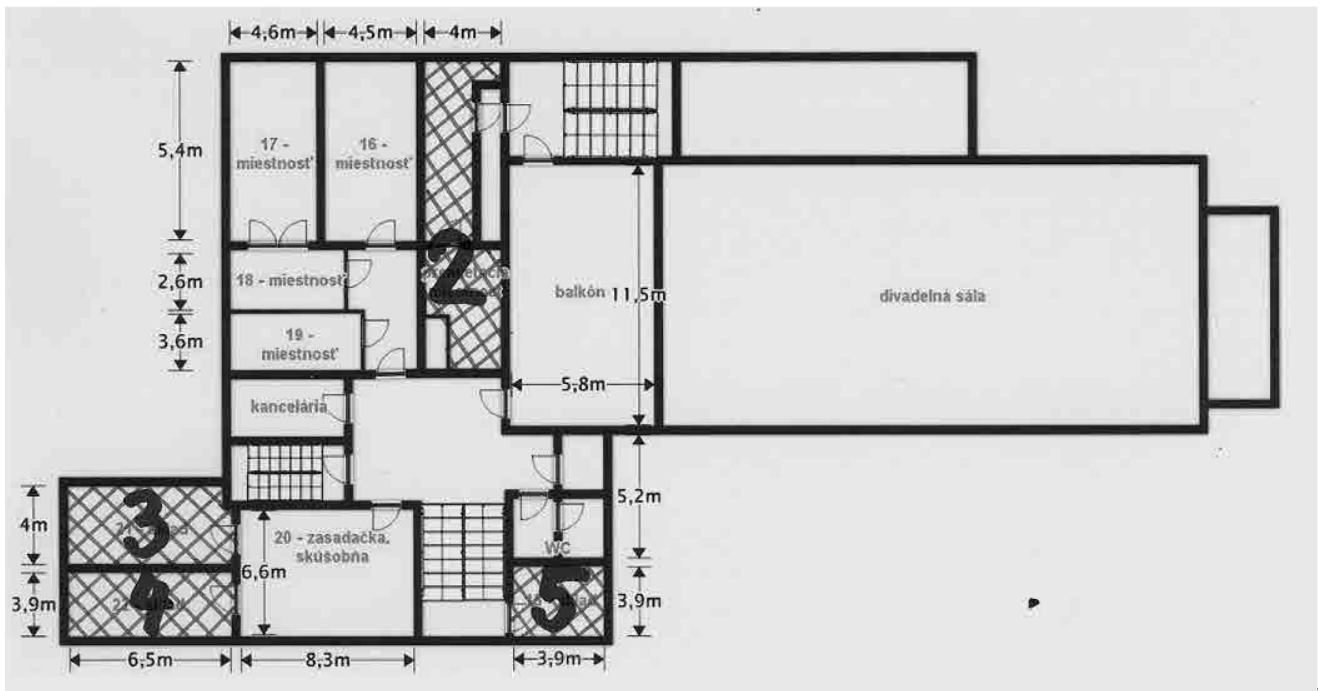 4,6m
4,5m
4m
5,4m
17 -
miestnosť
16 -
miestnosť
2,6m
18 - miestnosť
2
balkón
11,5m
divadelná sála
3,6m
19 -
miestnosť
5,8m
kancelária
5,2m
4m
3
20 - zasadačka,
skúšobňa
6,6m
WC
3,9m
4
5
3,9m
6,5m
8,3m
3,9m